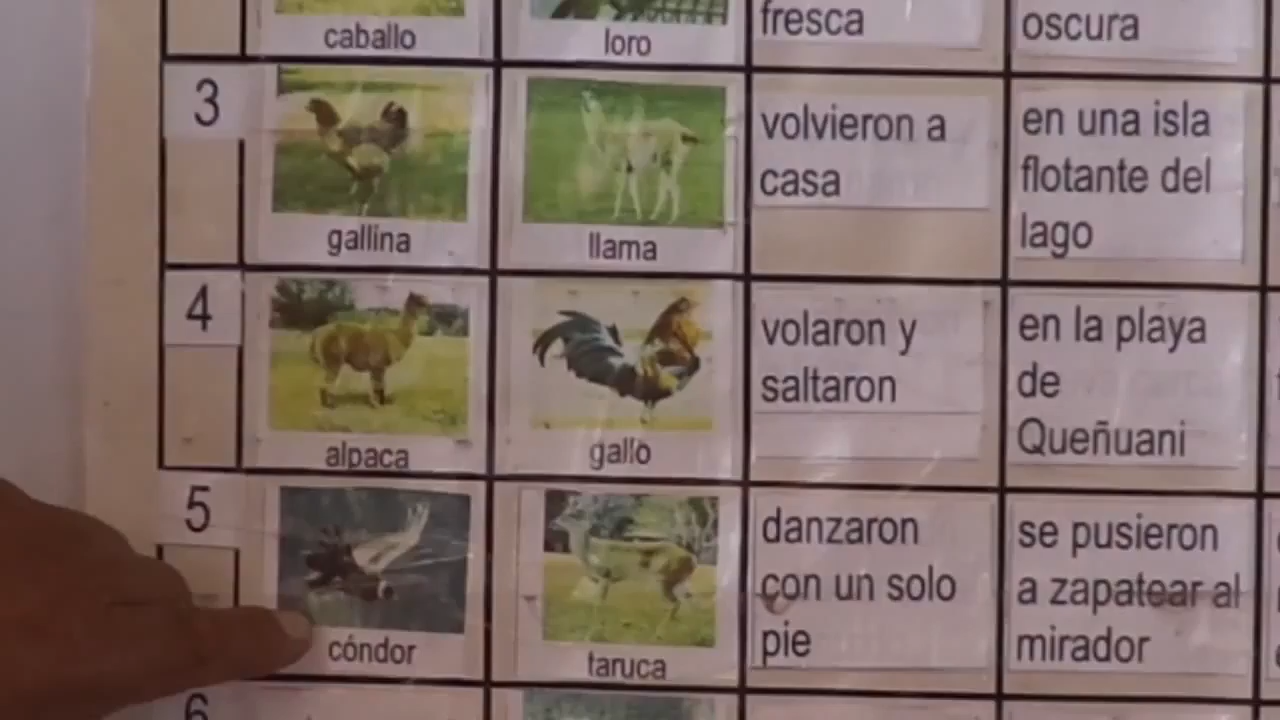 caballo
loro
fresca
oscura
3
gallina
llama
volvieron a
casa
en una isla
flotante del
lago
4
alpaca
gallo
volaron y
saltaron
en la playa
de
Queñuani
5
cóndor
taruca
danzaron
con un solo
pie
se pusieron
a zapatear al
mirador
6